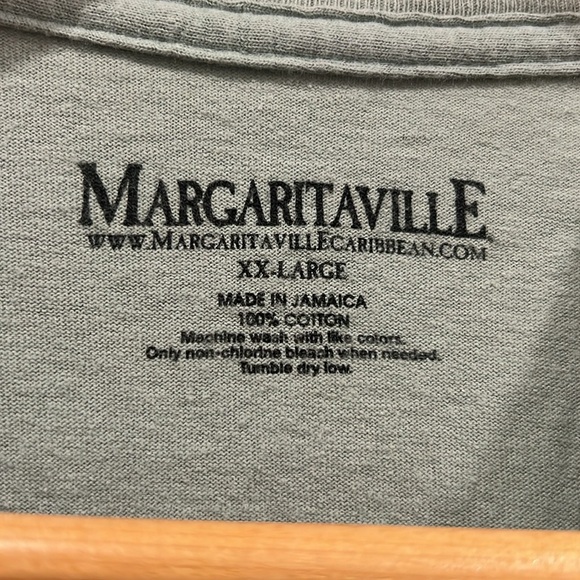 MARGARITAVILLE
WWW.MARGARITAVILLECARIBBEAN.COM
XX-LARGE
MADE IN JAMAICA
100% COTTON
Machine wash with like colors.
Only non-chlorine bleach when needed.
Tumble dry low.